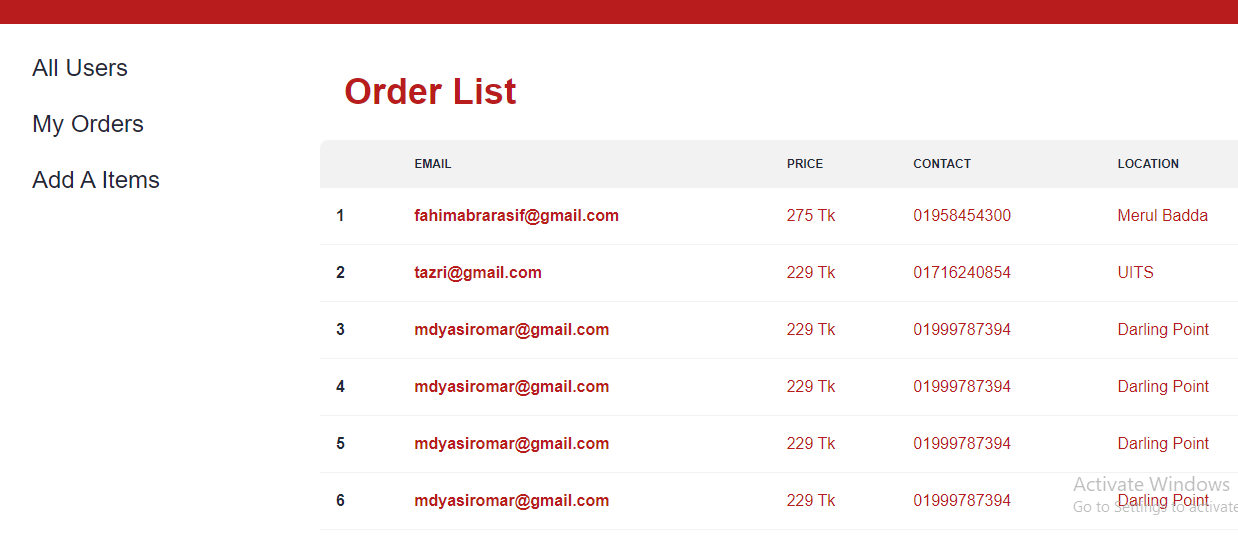 All Users
My Orders
Add A Items
Order List
EMAIL PRICE CONTACT LOCATION
1 fahimabrarasif@gmail.com 275 Tk 01958454300 Merul Badda
2 tazri@gmail.com 229 Tk 01716240854 UITS
3 mdyasiromar@gmail.com 229 Tk 01999787394 Darling Point
4 mdyasiromar@gmail.com 229 Tk 01999787394 Darling Point
5 mdyasiromar@gmail.com 229 Tk 01999787394 Darling Point
6 mdyasiromar@gmail.com 229 Tk 01999787394 Darling Point
Activate Windows
Go to Settings to activate